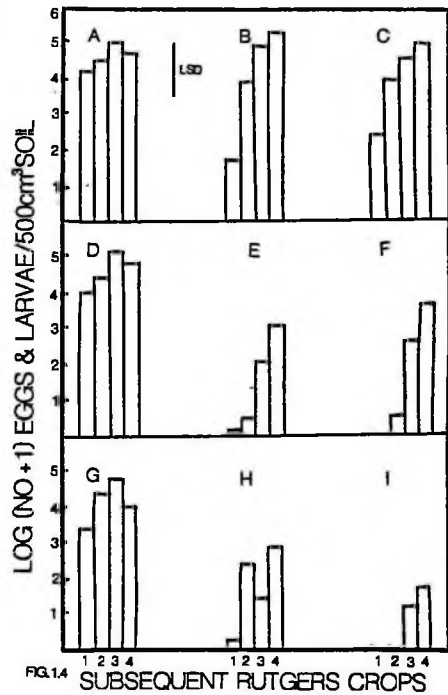 6
5
4
3
2
1
A
LSD
B
C
5
4
3
2
1
D
E
F
5
4
3
2
1
G
H
I
LOG (NO + 1) EGGS & LARVAE/500cm³ SOIL
1 2 3 4 1 2 3 4 1 2 3 4
FIG.1.4 SUBSEQUENT RUTGERS CROPS